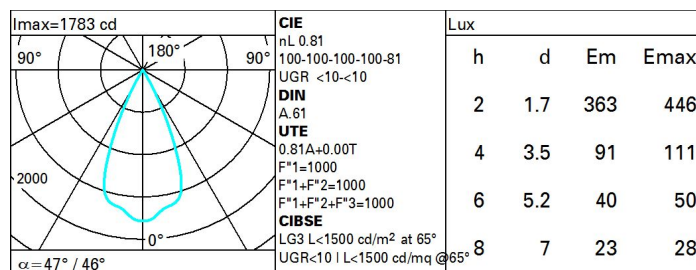 Imax=1783 cd
90°
180°
90°
2000
0°
α=47° / 46°
CIE
nL 0.81
100-100-100-100-81
UGR <10-<10
DIN
A.61
UTE
0.81A+0.00T
F"1=1000
F"1+F"2=1000
F"1+F"2+F"3=1000
CIBSE
LG3 L<1500 cd/m² at 65°
UGR<10 | L<1500 cd/mq @65°
Lux
h d Em Emax
2 1.7 363 446
4 3.5 91 111
6 5.2 40 50
8 7 23 28